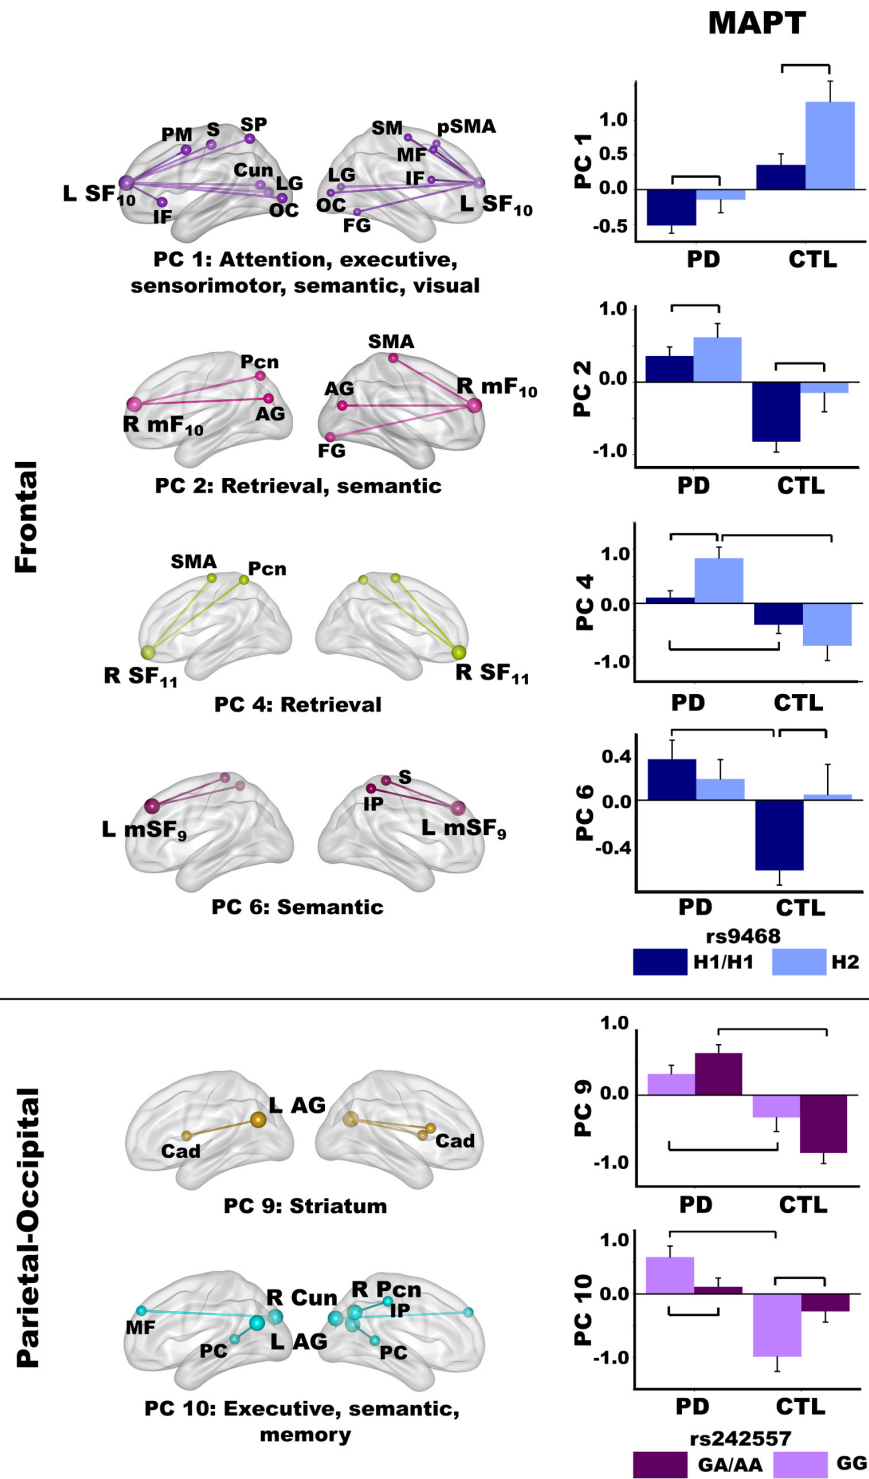 MAPT
Frontal
PM
S
SP
Cun
LG
OC
IF
L SF10
SM
pSMA
MF
IF
LG
OC
FG
L SF10
PC 1: Attention, executive,
sensorimotor, semantic, visual
PC 1
1.0
0.5
0.0
-0.5
PD
CTL
Pcn
AG
R mF10
SMA
AG
FG
R mF10
PC 2: Retrieval, semantic
PC 2
1.0
0.0
-1.0
PD
CTL
SMA
Pcn
R SF11
R SF11
PC 4: Retrieval
PC 4
1.0
0.0
-1.0
PD
CTL
L mSF9
S
IP
L mSF9
PC 6: Semantic
PC 6
0.4
0.0
-0.4
PD
CTL
rs9468
H1/H1
H2
Parietal-Occipital
L AG
Cad
Cad
PC 9: Striatum
PC 9
1.0
0.0
-1.0
PD
CTL
MF
PC
R Cun
L AG
R Pcn
IP
PC
PC 10: Executive, semantic,
memory
PC 10
1.0
0.0
-1.0
PD
CTL
rs242557
GA/AA
GG